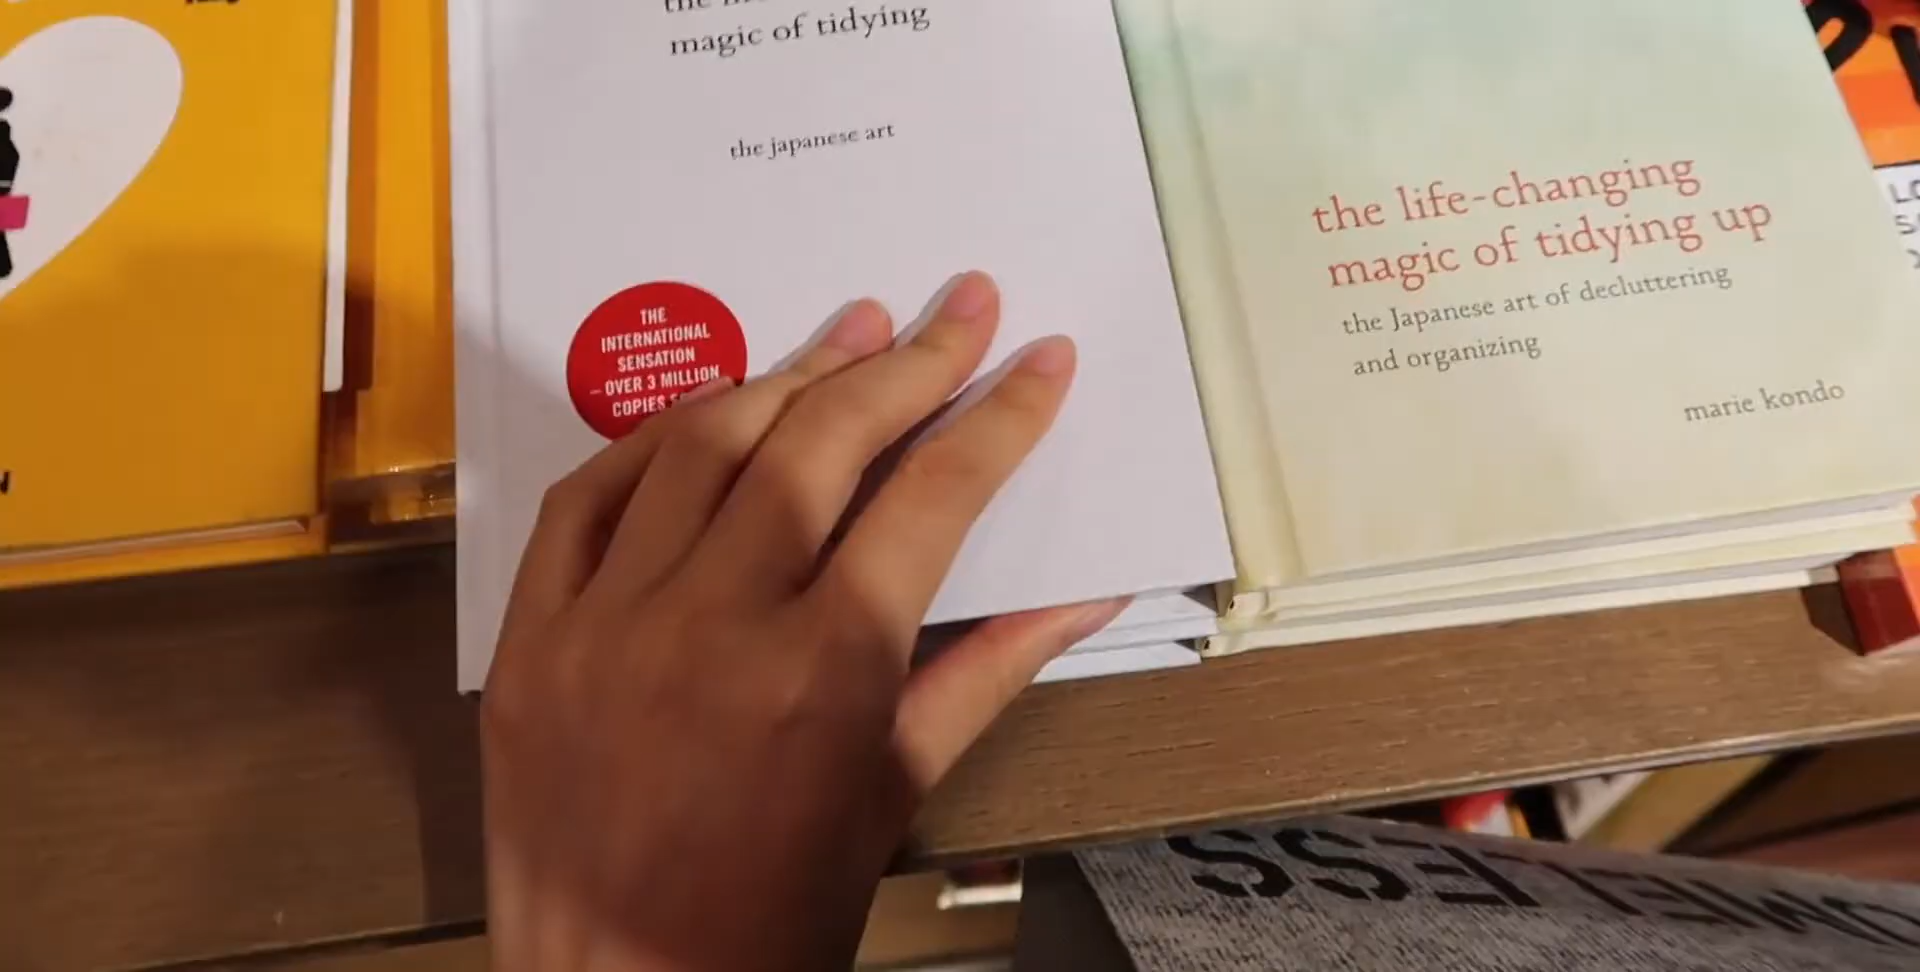 magic of tidying
the japanese art
THE
INTERNATIONAL
SENSATION
– OVER 3 MILLION
COPIES
the life-changing
magic of tidying up
the Japanese art of decluttering
and organizing
marie kondo